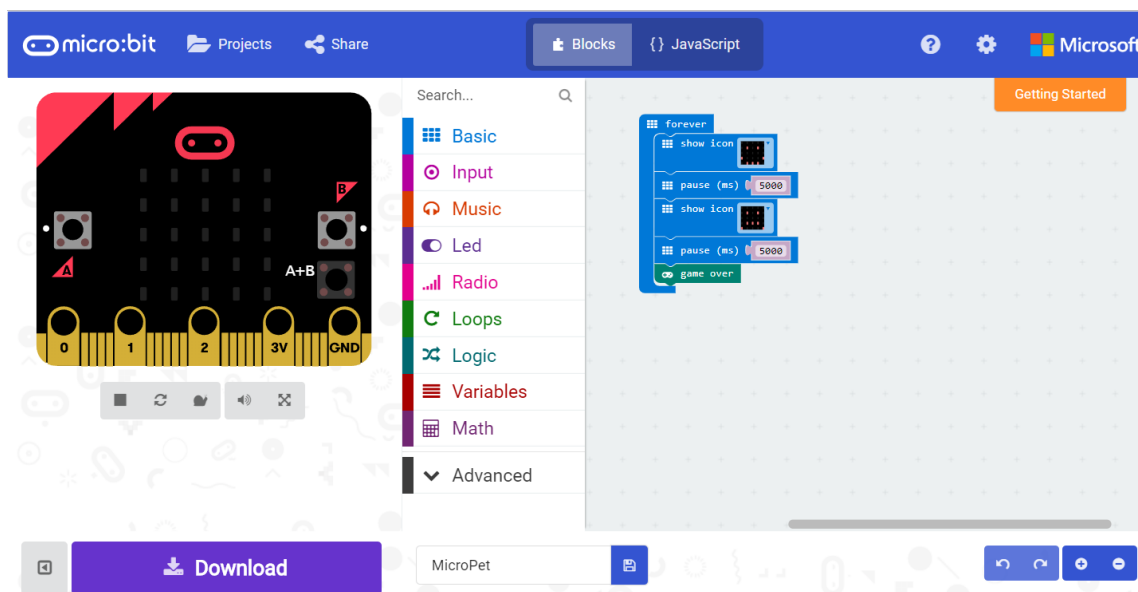 micro:bit Projects Share Blocks {} JavaScript ? Microsoft
Search...
Getting Started
Basic
Input
Music
Led
Radio
Loops
Logic
Variables
Math
Advanced
forever
show icon
pause (ms) 5000
show icon
pause (ms) 5000
game over
B
A
A+B
0 1 2 3V GND
Download
MicroPet